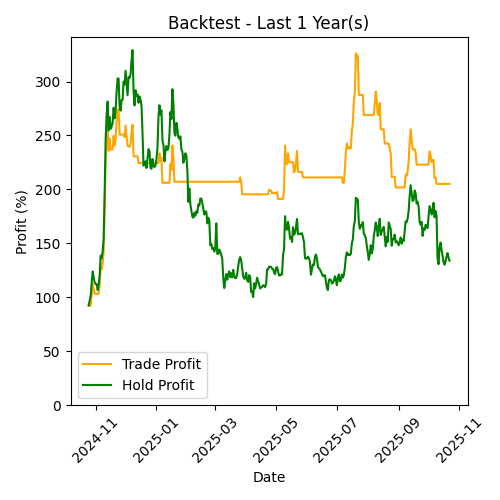 Backtest - Last 1 Year(s)
Profit (%)
300
250
200
150
100
50
0
Trade Profit
Hold Profit
2024-11
2025-01
2025-03
2025-05
2025-07
2025-09
2025-11
Date